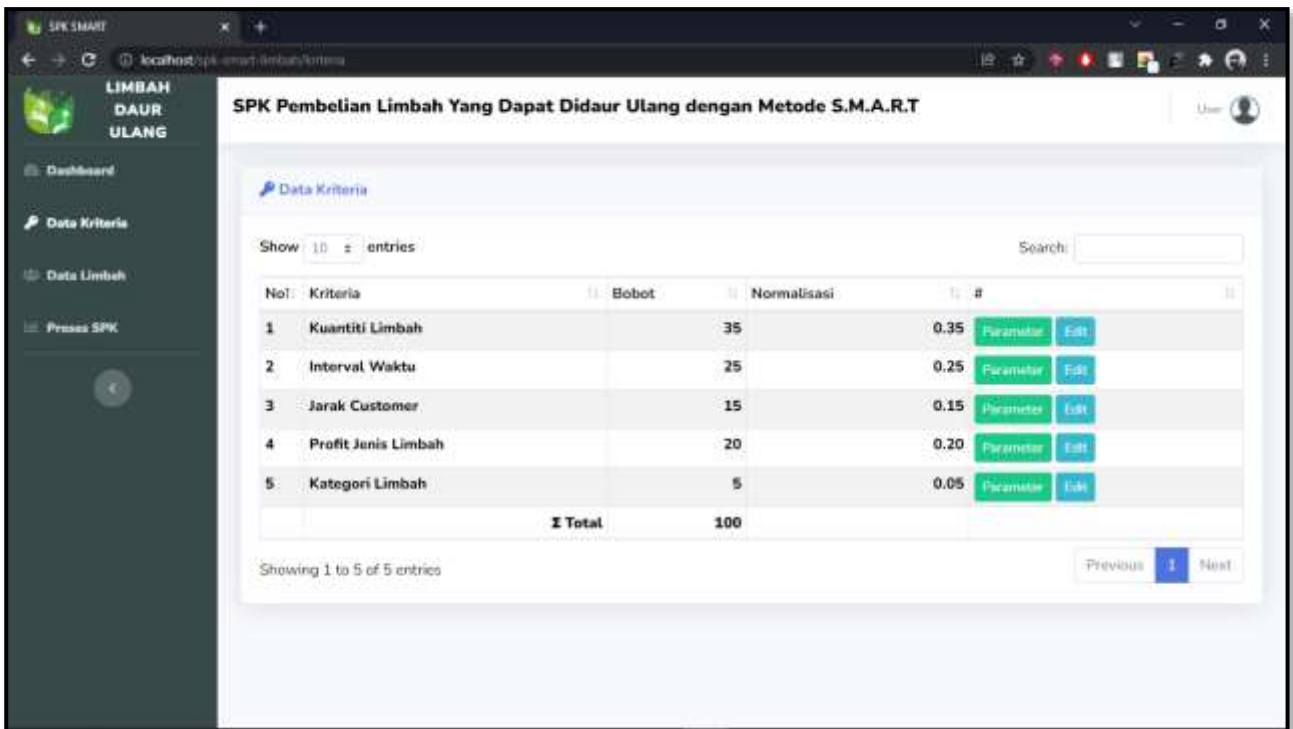 SPK SMART
localhost/spk-smart-limbah/kriteria
LIMBAH
DAUR
ULANG
SPK Pembelian Limbah Yang Dapat Didaur Ulang dengan Metode S.M.A.R.T
User
Dashboard
Data Kriteria
Data Limbah
Proses SPK
Data Kriteria
Show 10 entries
Search:
No Kriteria Bobot Normalisasi #
1 Kuantiti Limbah 35 0.35 Parameter Edit
2 Interval Waktu 25 0.25 Parameter Edit
3 Jarak Customer 15 0.15 Parameter Edit
4 Profit Jenis Limbah 20 0.20 Parameter Edit
5 Kategori Limbah 5 0.05 Parameter Edit
Σ Total 100
Showing 1 to 5 of 5 entries
Previous 1 Next